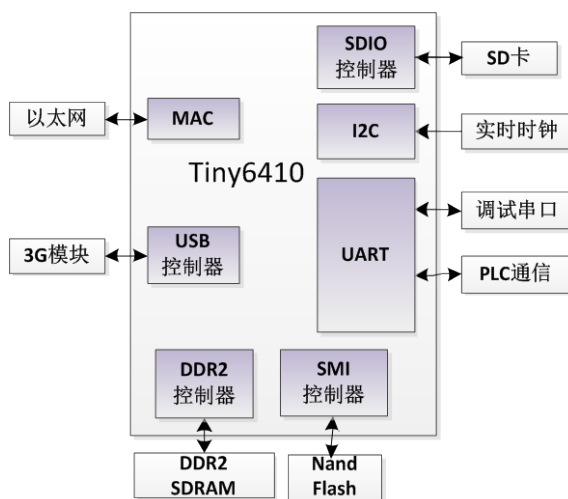 SDIO
控制器
SD卡
以太网
MAC
I2C
实时时钟
Tiny6410
调试串口
3G模块
USB
控制器
UART
PLC通信
DDR2
控制器
SMI
控制器
DDR2
SDRAM
Nand
Flash